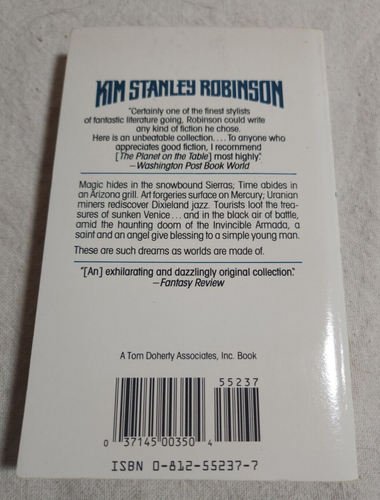 KIM STANLEY ROBINSON
"Certainly one of the finest stylists
of fantastic literature going, Robinson could write
any kind of fiction he chose.
Here is an unbeatable collection. . . . To anyone who
appreciates good fiction, I recommend
[The Planet on the Table] most highly."
—Washington Post Book World
Magic hides in the snowbound Sierras; Time abides in
an Arizona grill. Art forgeries surface on Mercury; Uranian
miners rediscover Dixieland jazz. Tourists loot the trea-
sures of sunken Venice . . . and in the black air of battle,
amid the haunting doom of the Invincible Armada, a
saint and an angel give blessing to a simple young man.
These are such dreams as worlds are made of.
"[An] exhilarating and dazzlingly original collection."
—Fantasy Review
A Tom Doherty Associates, Inc. Book
55237
0 37145 00350 4
ISBN 0-812-55237-7